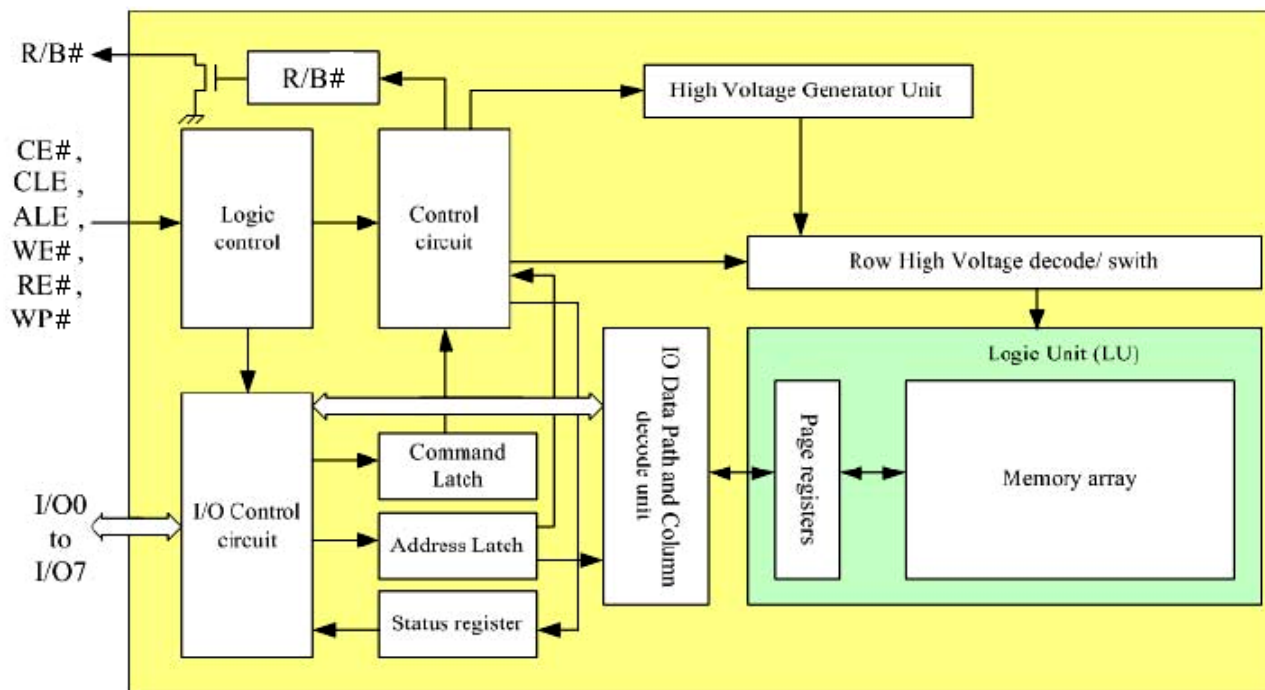 R/B#
R/B#
High Voltage Generator Unit
CE#,
CLE ,
ALE ,
WE#,
RE#,
WP#
Logic
control
Control
circuit
Row High Voltage decode/ swith
Logic Unit (LU)
IO Data Path and Column
decode unit
Page registers
Memory array
I/O0
to
I/O7
I/O Control
circuit
Command
Latch
Address Latch
Status register